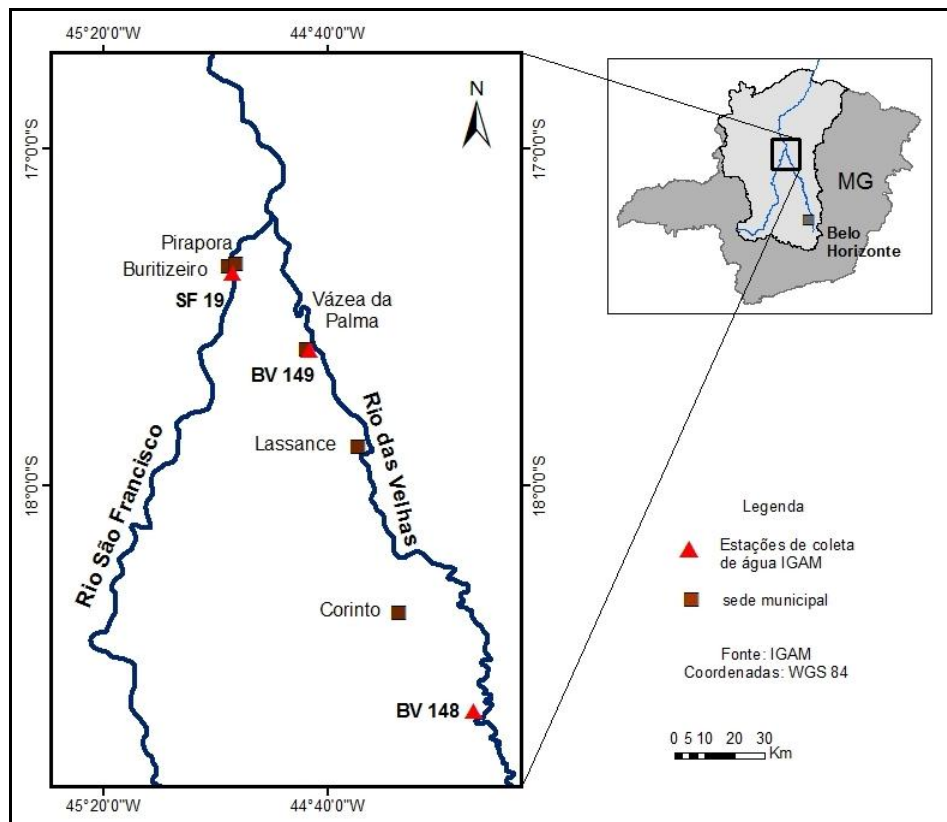 45°20'0"W
44°40'0"W
N
17°0'0"S
17°0'0"S
MG
Belo
Horizonte
Pirapora
Buritizeiro
SF 19
Vázea da
Palma
BV 149
Rio São Francisco
Rio das Velhas
Lassance
18°0'0"S
18°0'0"S
Corinto
BV 148
Legenda
Estações de coleta
de água IGAM
sede municipal
Fonte: IGAM
Coordenadas: WGS 84
0 5 10 20 30
Km
45°20'0"W
44°40'0"W